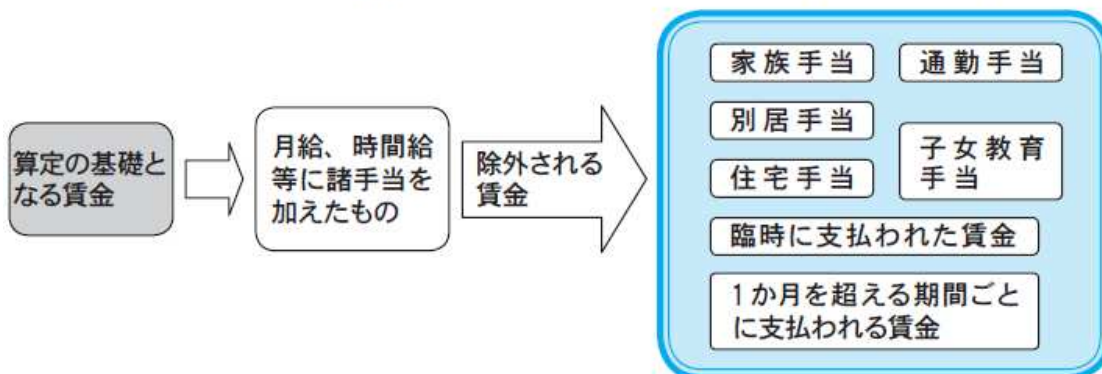 算定の基礎と
なる賃金
月給、時間給
等に諸手当を
加えたもの
除外される
賃金
家族手当
通勤手当
別居手当
子女教育
手当
住宅手当
臨時に支払われた賃金
1か月を超える期間ごと
に支払われる賃金